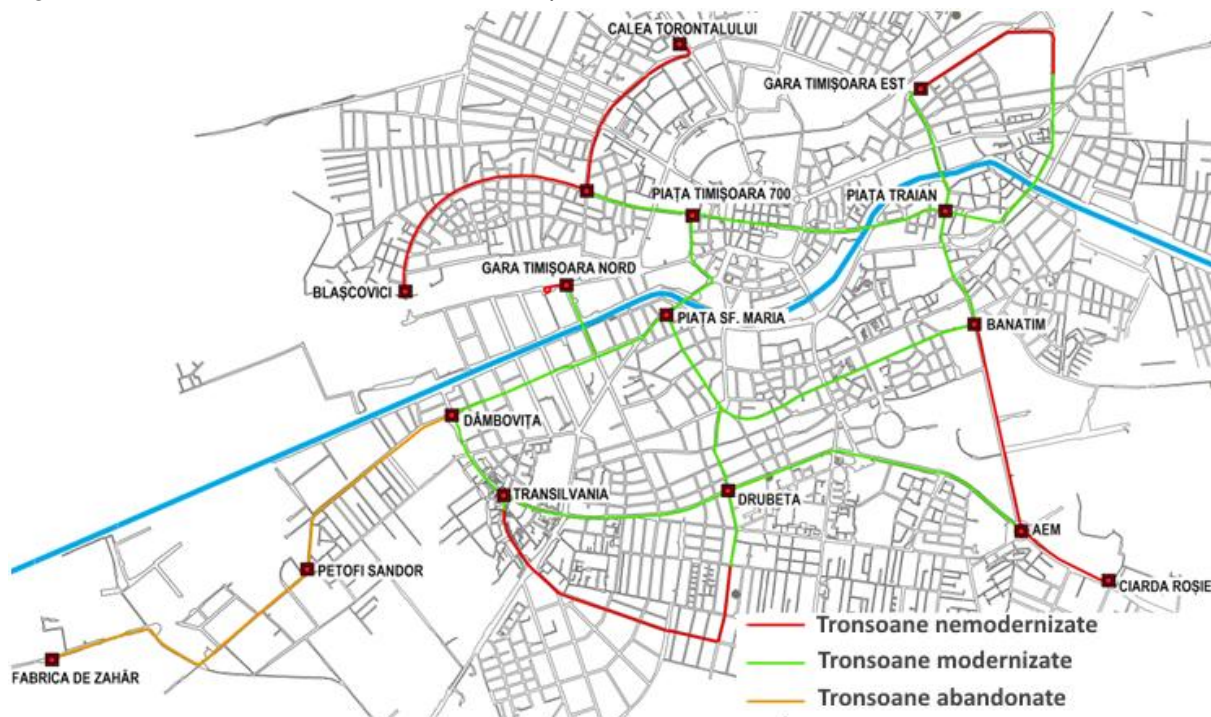 CALEA TORONTALULUI
GARA TIMIȘOARA EST
PIAȚA TIMIȘOARA 700
PIAȚA TRAIAN
GARA TIMIȘOARA NORD
BLAȘCOVICI
PIAȚA SF. MARIA
BANATIM
DÂMBOVIȚA
TRANSILVANIA
DRUBETA
AEM
PETOFI SANDOR
CIARDA ROȘIE
FABRICA DE ZAHĂR
Tronsoane nemodernizate
Tronsoane modernizate
Tronsoane abandonate